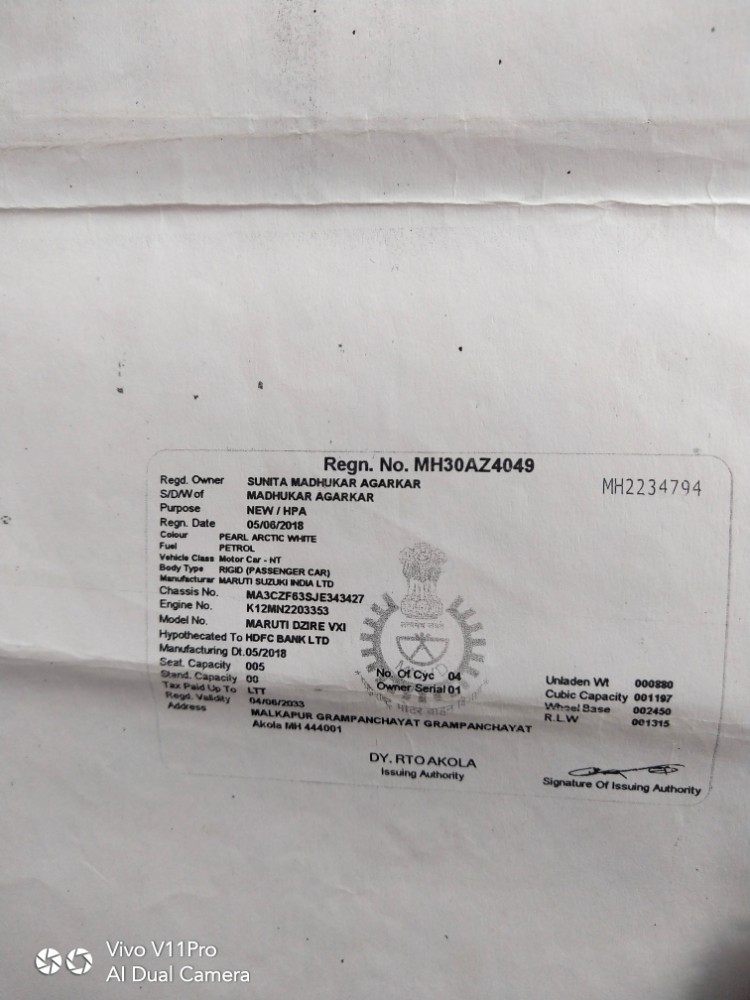 Regn. No. MH30AZ4049
MH2234794
Regd. Owner SUNITA MADHUKAR AGARKAR
S/D/W of MADHUKAR AGARKAR
Purpose NEW / HPA
Regn. Date 05/06/2018
Colour PEARL ARCTIC WHITE
Fuel PETROL
Vehicle Class Motor Car - NT
Body Type RIGID (PASSENGER CAR)
Manufacturar MARUTI SUZUKI INDIA LTD
Chassis No. MA3CZF63SJE343427
Engine No. K12MN2203353
Model No. MARUTI DZIRE VXI
Hypothecated To HDFC BANK LTD
Manufacturing Dt. 05/2018
Seat. Capacity 005 No. Of Cyc 04 Unladen Wt 000880
Stand. Capacity 00 Owner Serial 01 Cubic Capacity 001197
Tax Paid Up To LTT Wheel Base 002450
Regd. Validity 04/06/2033 R.L.W 001315
Address MALKAPUR GRAMPANCHAYAT GRAMPANCHAYAT
Akola MH 444001
DY. RTO AKOLA
Issuing Authority
Signature Of Issuing Authority
Vivo V11Pro
AI Dual Camera